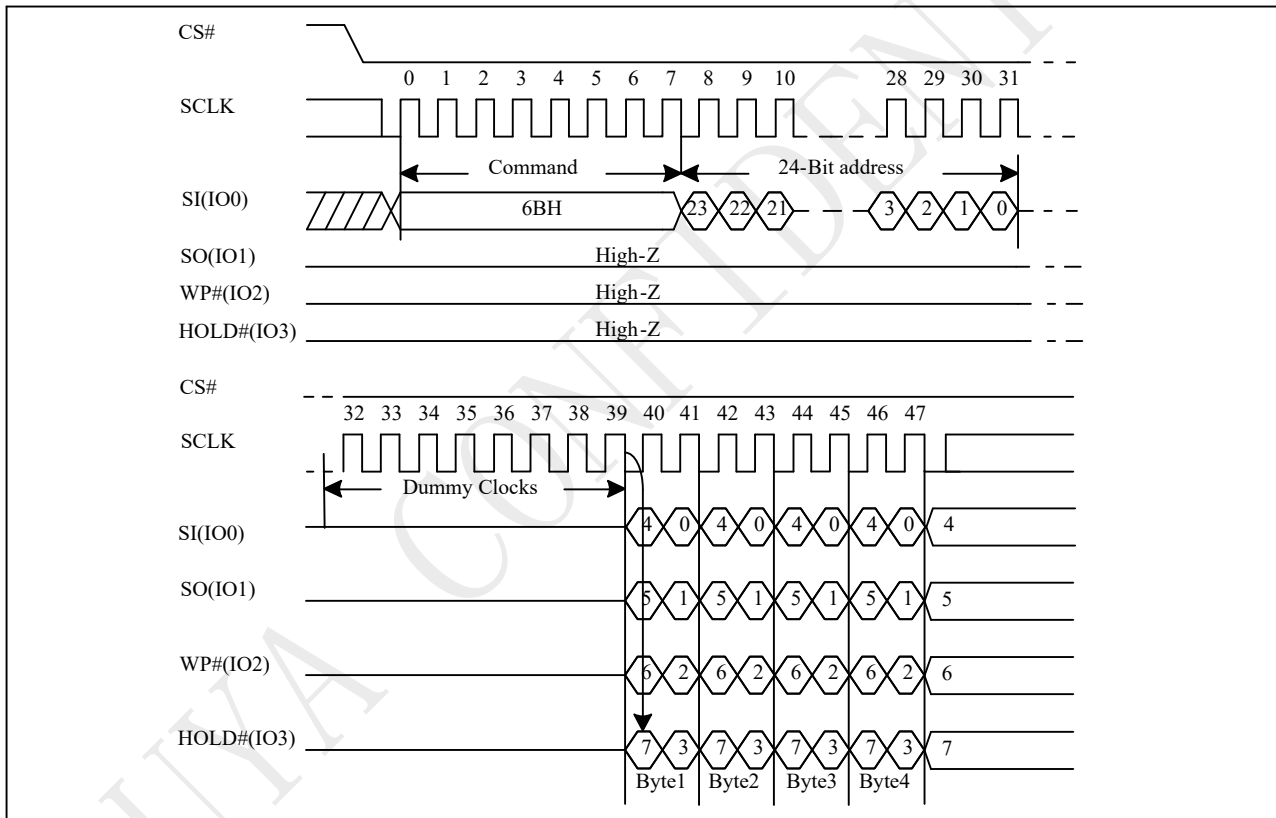 CS#
0 1 2 3 4 5 6 7 8 9 10 28 29 30 31
SCLK
Command 24-Bit address
SI(IO0) 6BH 23 22 21 3 2 1 0
SO(IO1) High-Z
WP#(IO2) High-Z
HOLD#(IO3) High-Z
CS#
32 33 34 35 36 37 38 39 40 41 42 43 44 45 46 47
SCLK
Dummy Clocks
SI(IO0) 4 0 4 0 4 0 4 0 4
SO(IO1) 5 1 5 1 5 1 5 1 5
WP#(IO2) 6 2 6 2 6 2 6 2 6
HOLD#(IO3) 7 3 7 3 7 3 7 3 7
Byte1 Byte2 Byte3 Byte4
UYA CONFIDENT